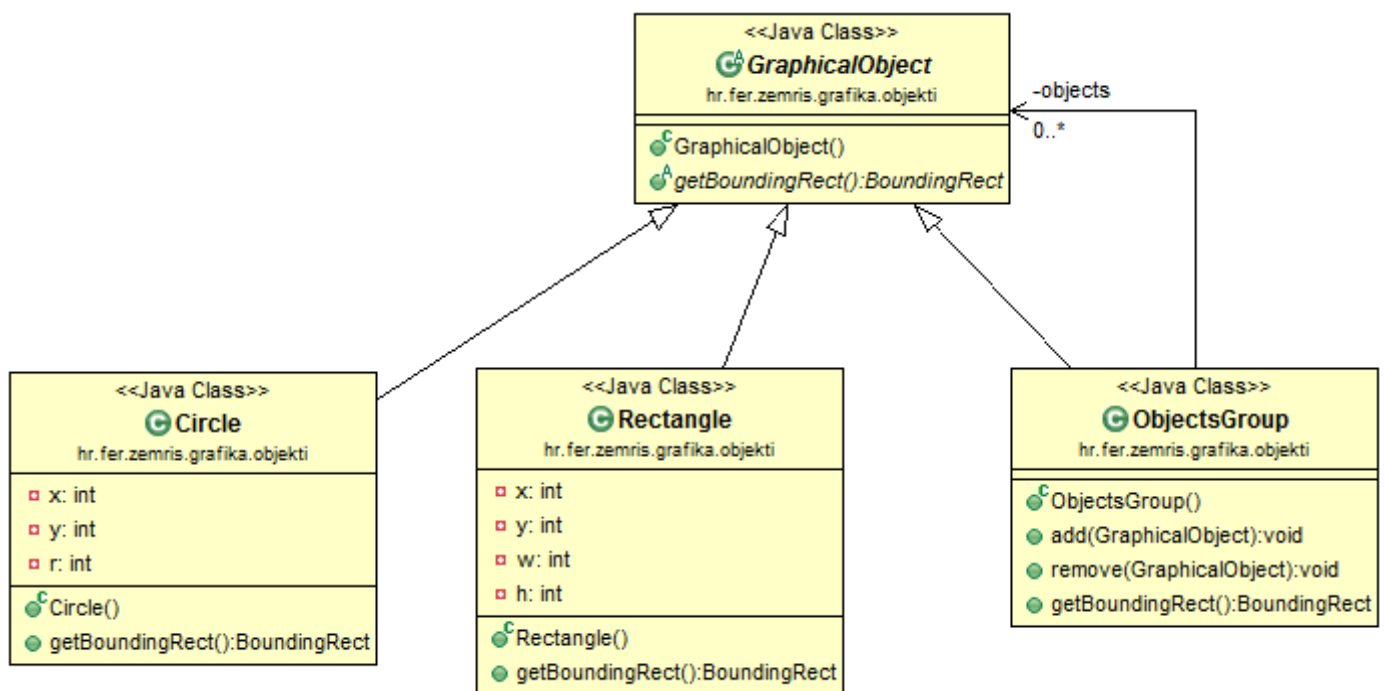 <<Java Class>>
GraphicalObject
hr.fer.zemris.grafika.objekti
GraphicalObject()
getBoundingRect():BoundingRect
-objects
0..*
<<Java Class>>
Circle
hr.fer.zemris.grafika.objekti
x: int
y: int
r: int
Circle()
getBoundingRect():BoundingRect
<<Java Class>>
Rectangle
hr.fer.zemris.grafika.objekti
x: int
y: int
w: int
h: int
Rectangle()
getBoundingRect():BoundingRect
<<Java Class>>
ObjectsGroup
hr.fer.zemris.grafika.objekti
ObjectsGroup()
add(GraphicalObject):void
remove(GraphicalObject):void
getBoundingRect():BoundingRect